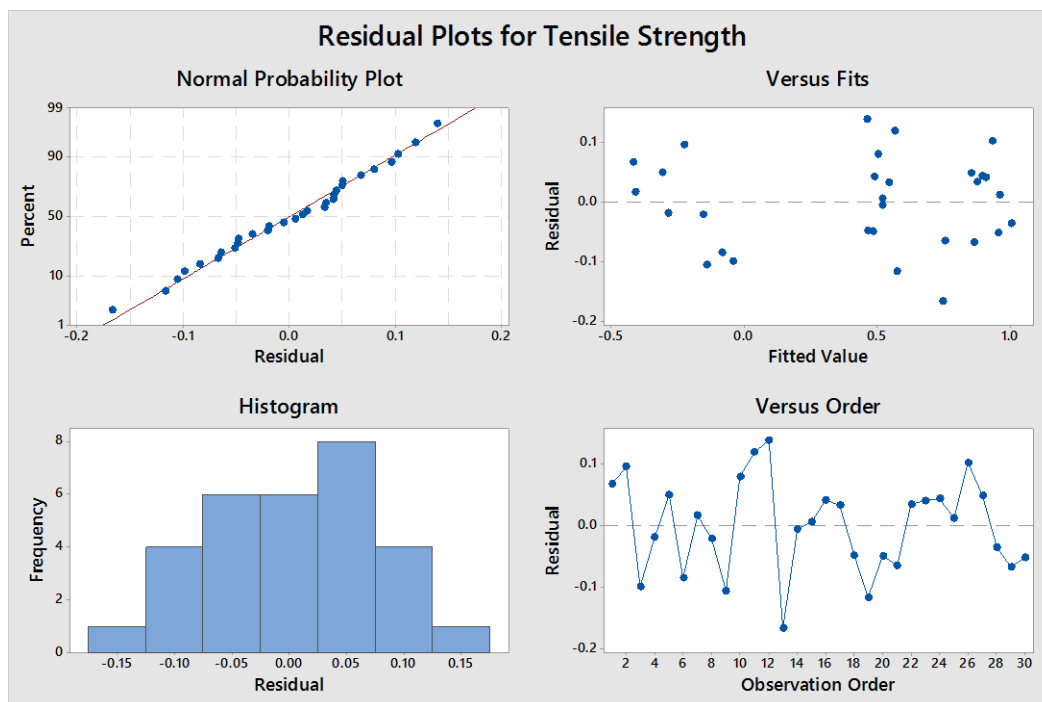 Residual Plots for Tensile Strength
Normal Probability Plot
99
90
50
10
1
Percent
-0.2 -0.1 0.0 0.1 0.2
Residual
Versus Fits
0.1
0.0
-0.1
-0.2
Residual
-0.5 0.0 0.5 1.0
Fitted Value
Histogram
8
6
4
2
0
Frequency
-0.15 -0.10 -0.05 0.00 0.05 0.10 0.15
Residual
Versus Order
0.1
0.0
-0.1
-0.2
Residual
2 4 6 8 10 12 14 16 18 20 22 24 26 28 30
Observation Order